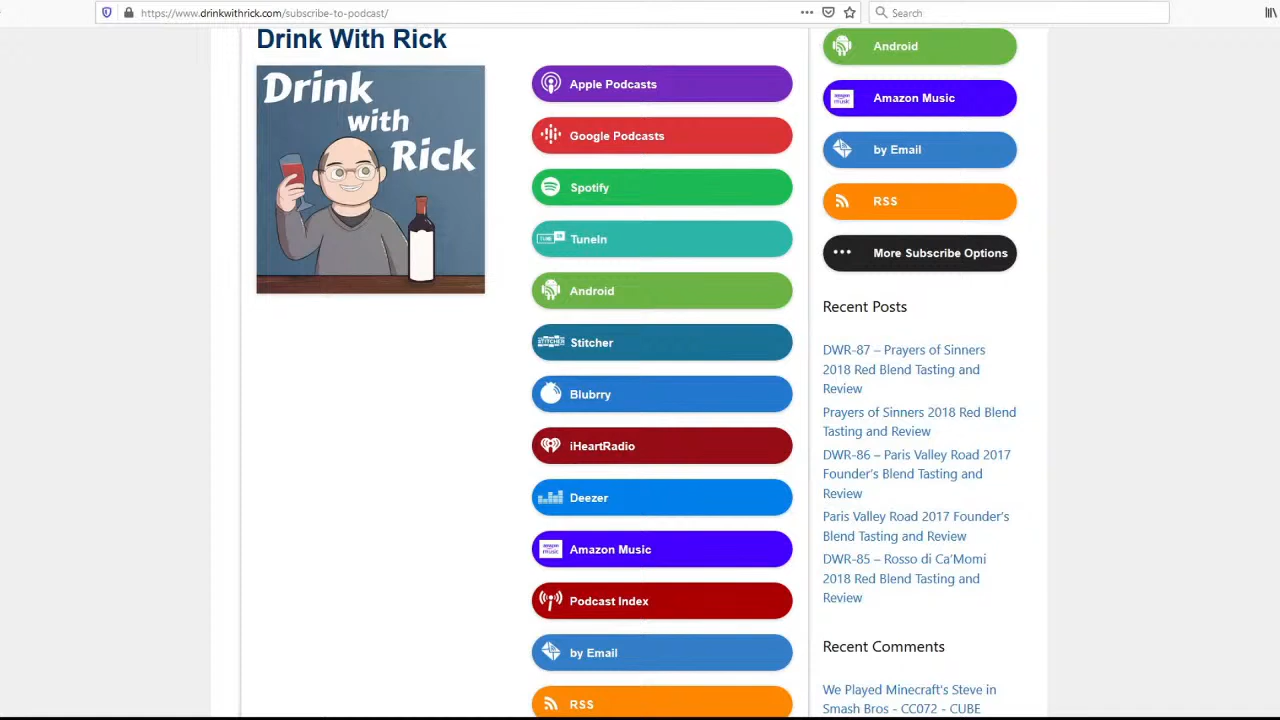 https://www.drinkwithrick.com/subscribe-to-podcast/
Search
Drink With Rick
Drink
with
Rick
Apple Podcasts
Google Podcasts
Spotify
TuneIn
Android
STITCHER
Stitcher
Blubrry
iHeartRadio
Deezer
amazon
music
Amazon Music
Podcast Index
by Email
RSS
Android
amazon
music
Amazon Music
by Email
RSS
More Subscribe Options
Recent Posts
DWR-87 – Prayers of Sinners
2018 Red Blend Tasting and
Review
Prayers of Sinners 2018 Red Blend
Tasting and Review
DWR-86 – Paris Valley Road 2017
Founder’s Blend Tasting and
Review
Paris Valley Road 2017 Founder’s
Blend Tasting and Review
DWR-85 – Rosso di Ca’Momi
2018 Red Blend Tasting and
Review
Recent Comments
We Played Minecraft's Steve in
Smash Bros - CC072 - CUBE